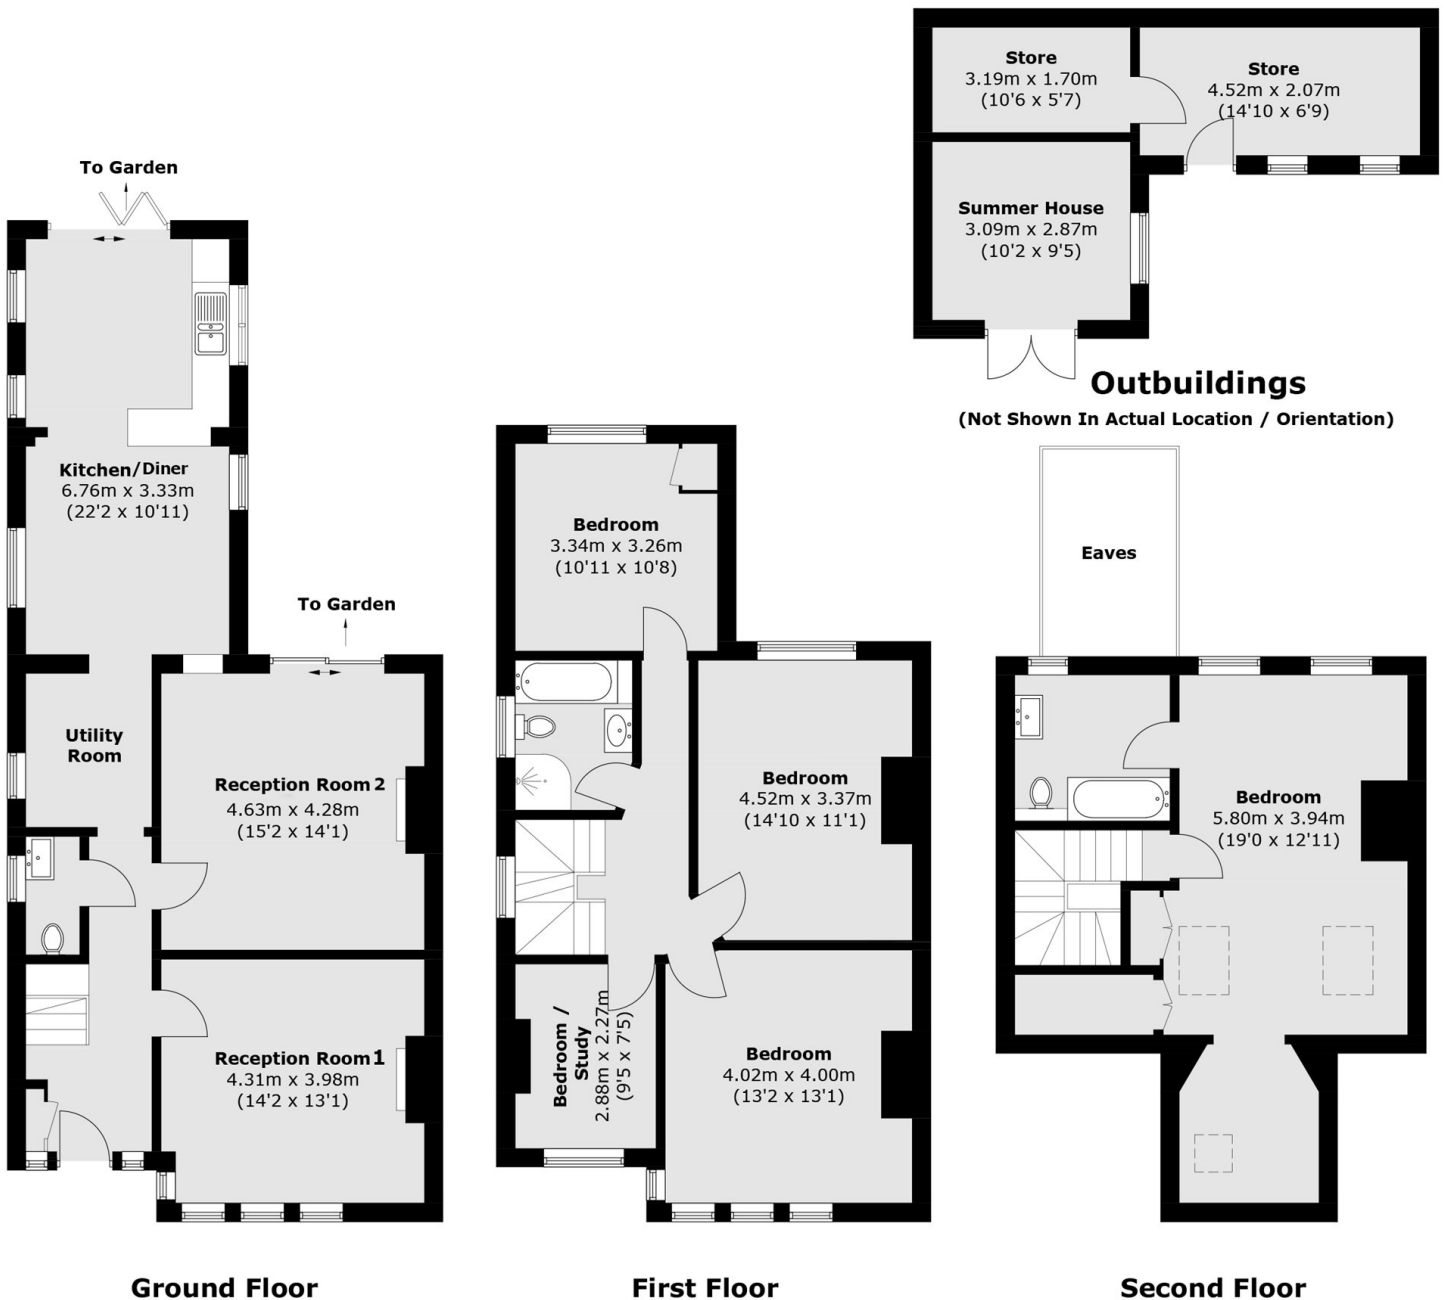 Store
3.19m x 1.70m
(10'6 x 5'7)
Store
4.52m x 2.07m
(14'10 x 6'9)
Summer House
3.09m x 2.87m
(10'2 x 9'5)
Outbuildings
(Not Shown In Actual Location / Orientation)
To Garden
Kitchen/Diner
6.76m x 3.33m
(22'2 x 10'11)
To Garden
Utility
Room
Reception Room 2
4.63m x 4.28m
(15'2 x 14'1)
Reception Room 1
4.31m x 3.98m
(14'2 x 13'1)
Ground Floor
Bedroom
3.34m x 3.26m
(10'11 x 10'8)
Bedroom
4.52m x 3.37m
(14'10 x 11'1)
Bedroom /
Study
2.88m x 2.27m
(9'5 x 7'5)
Bedroom
4.02m x 4.00m
(13'2 x 13'1)
First Floor
Eaves
Bedroom
5.80m x 3.94m
(19'0 x 12'11)
Second Floor